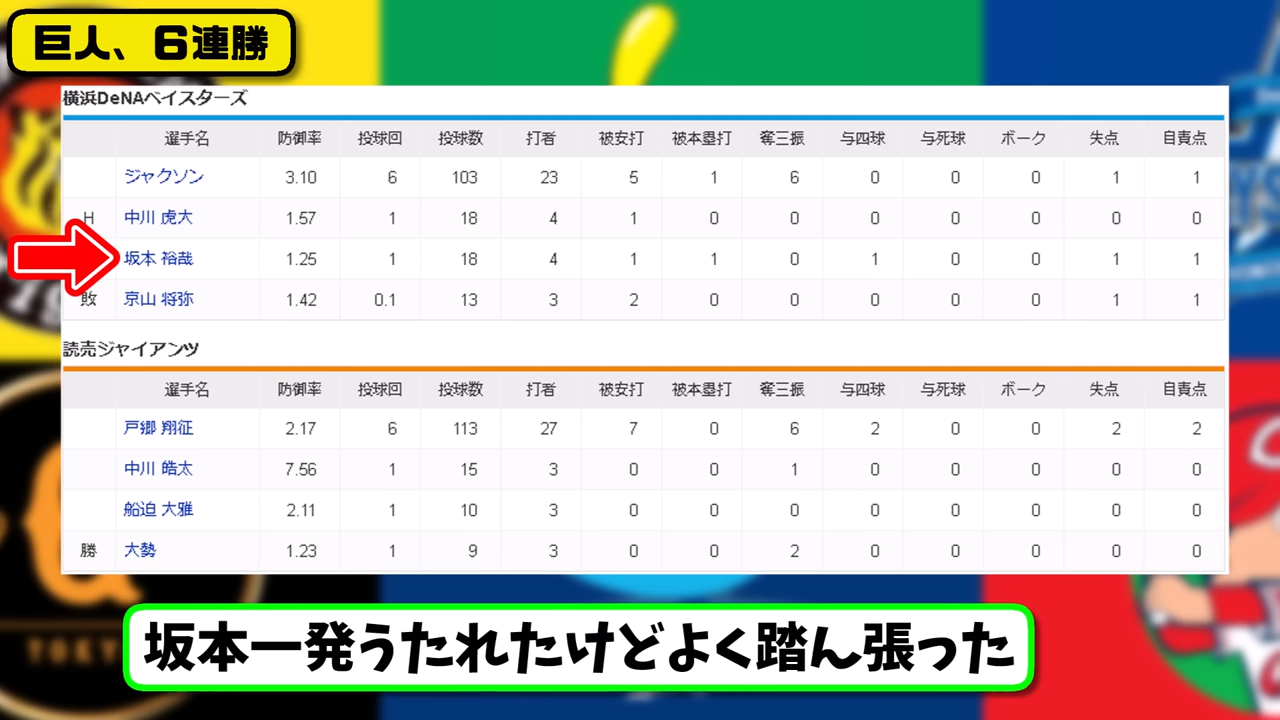 巨人、６連勝
横浜DeNAベイスターズ
選手名 防御率 投球回 投球数 打者 被安打 被本塁打 奪三振 与四球 与死球 ボーク 失点 自責点
ジャクソン 3.10 6 103 23 5 1 6 0 0 0 1 1
H 中川 虎大 1.57 1 18 4 1 0 0 0 0 0 0 0
坂本 裕哉 1.25 1 18 4 1 1 0 1 0 0 1 1
敗 京山 将弥 1.42 0.1 13 3 2 0 0 0 0 0 1 1
読売ジャイアンツ
選手名 防御率 投球回 投球数 打者 被安打 被本塁打 奪三振 与四球 与死球 ボーク 失点 自責点
戸郷 翔征 2.17 6 113 27 7 0 6 2 0 0 2 2
中川 皓太 7.56 1 15 3 0 0 1 0 0 0 0 0
船迫 大雅 2.11 1 10 3 0 0 0 0 0 0 0 0
勝 大勢 1.23 1 9 3 0 0 2 0 0 0 0 0
坂本一発うたれたけどよく踏ん張った
TOKY